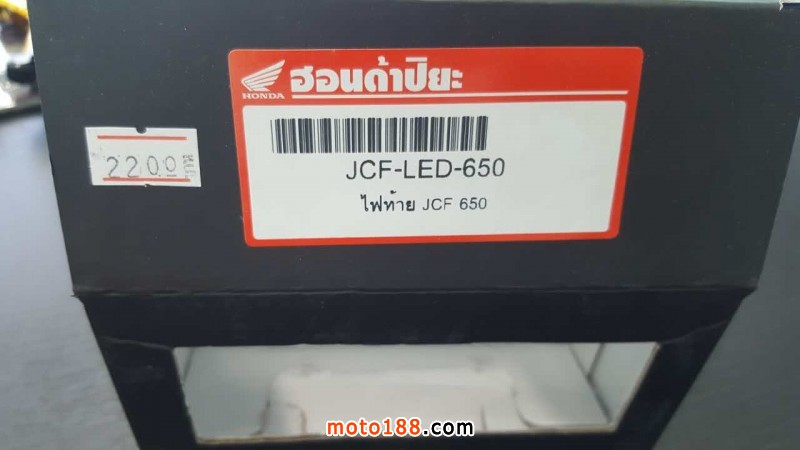 HONDA
ฮอนด้าปิยะ
JCF-LED-650
ไฟท้าย JCF 650
2200
moto188.com